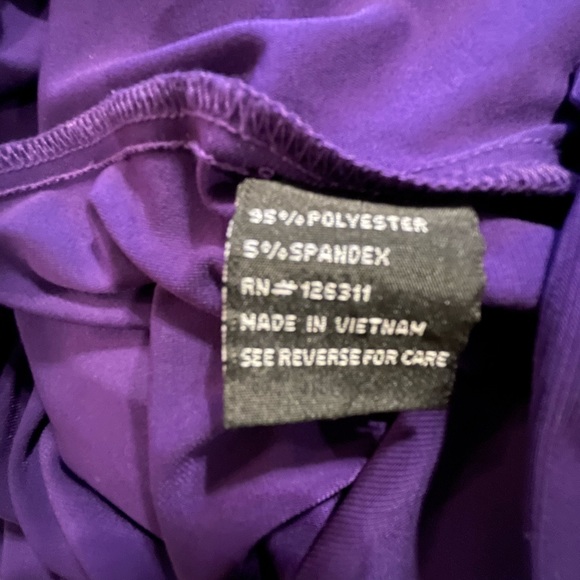 95% POLYESTER
5% SPANDEX
RN# 126311
MADE IN VIETNAM
SEE REVERSE FOR CARE